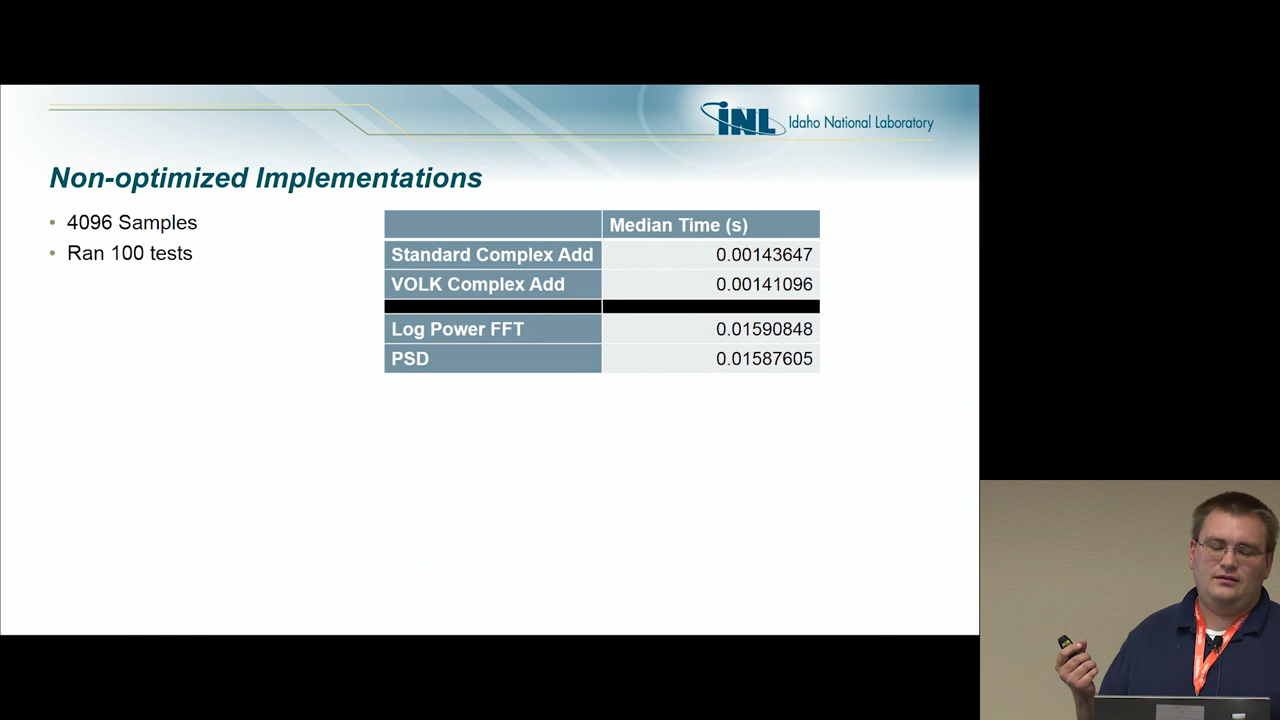 INL Idaho National Laboratory
Non-optimized Implementations
• 4096 Samples
• Ran 100 tests
Median Time (s)
Standard Complex Add 0.00143647
VOLK Complex Add 0.00141096
Log Power FFT 0.01590848
PSD 0.01587605